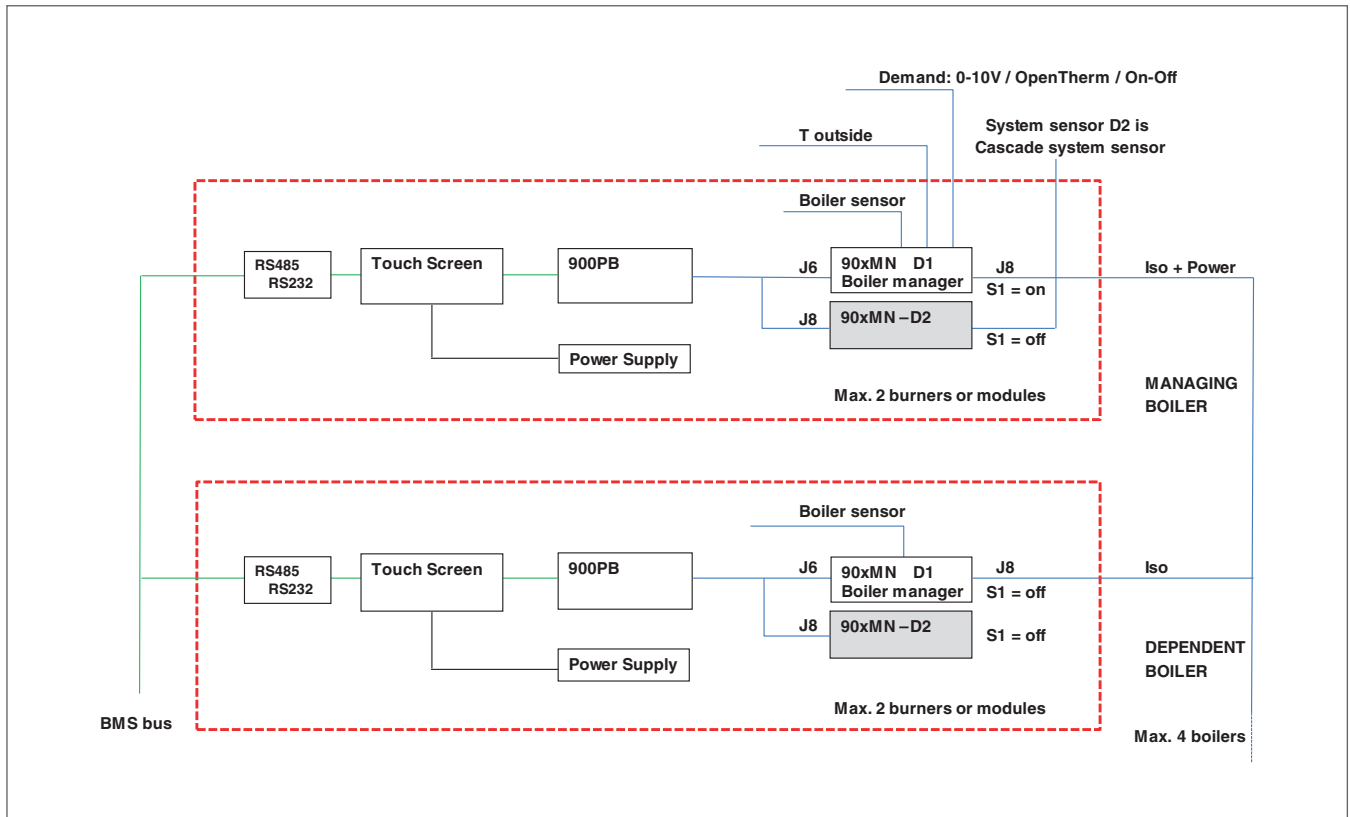 Demand: 0-10V / OpenTherm / On-Off
T outside
System sensor D2 is
Cascade system sensor
Boiler sensor
RS485
RS232
Touch Screen
900PB
J6
90xMN D1
Boiler manager
J8
S1 = on
Iso + Power
J8
90xMN –D2
S1 = off
Power Supply
Max. 2 burners or modules
MANAGING
BOILER
Boiler sensor
RS485
RS232
Touch Screen
900PB
J6
90xMN D1
Boiler manager
J8
S1 = off
Iso
J8
90xMN –D2
S1 = off
Power Supply
Max. 2 burners or modules
DEPENDENT
BOILER
BMS bus
Max. 4 boilers